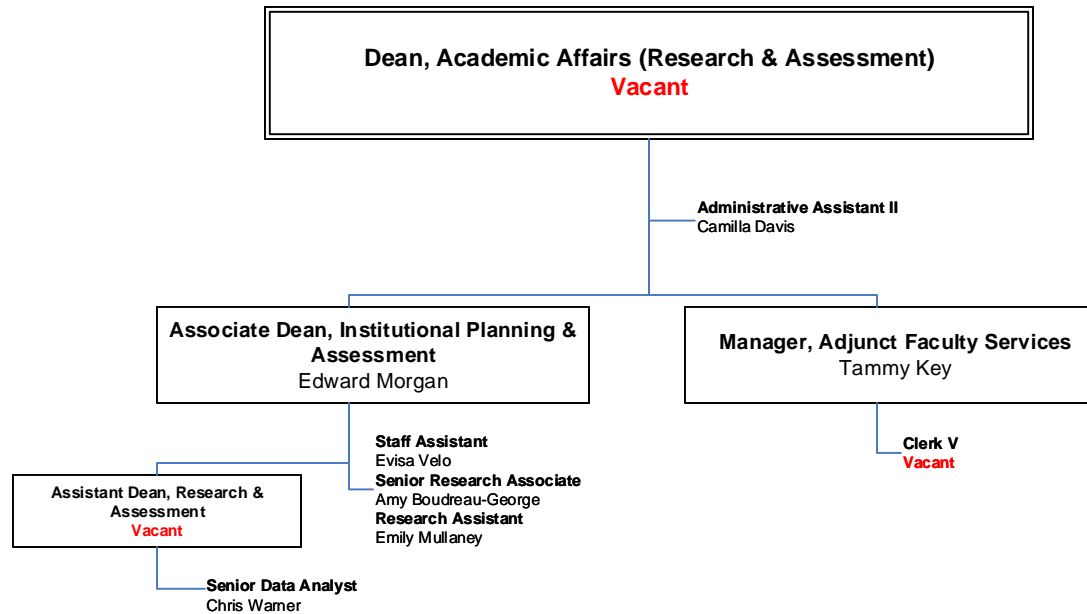 Dean, Academic Affairs (Research & Assessment)
Vacant
Administrative Assistant II
Camilla Davis
Associate Dean, Institutional Planning &
Assessment
Edward Morgan
Manager, Adjunct Faculty Services
Tammy Key
Staff Assistant
Evisa Velo
Senior Research Associate
Amy Boudreau-George
Research Assistant
Emily Mullaney
Clerk V
Vacant
Assistant Dean, Research &
Assessment
Vacant
Senior Data Analyst
Chris Warner